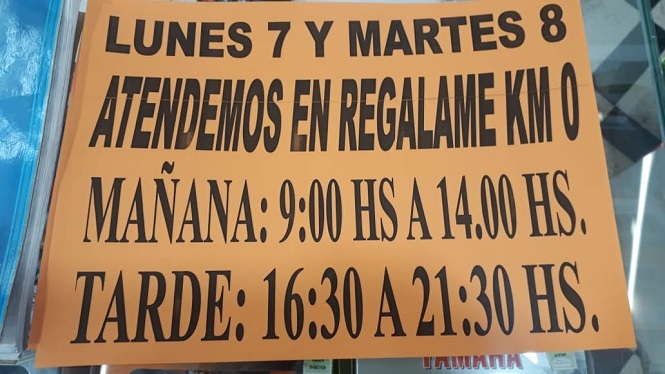 LUNES 7 Y MARTES 8
ATENDEMOS EN REGALAME KM 0
MAÑANA: 9:00 HS A 14.00 HS.
TARDE: 16:30 A 21:30 HS.
YAMAHA